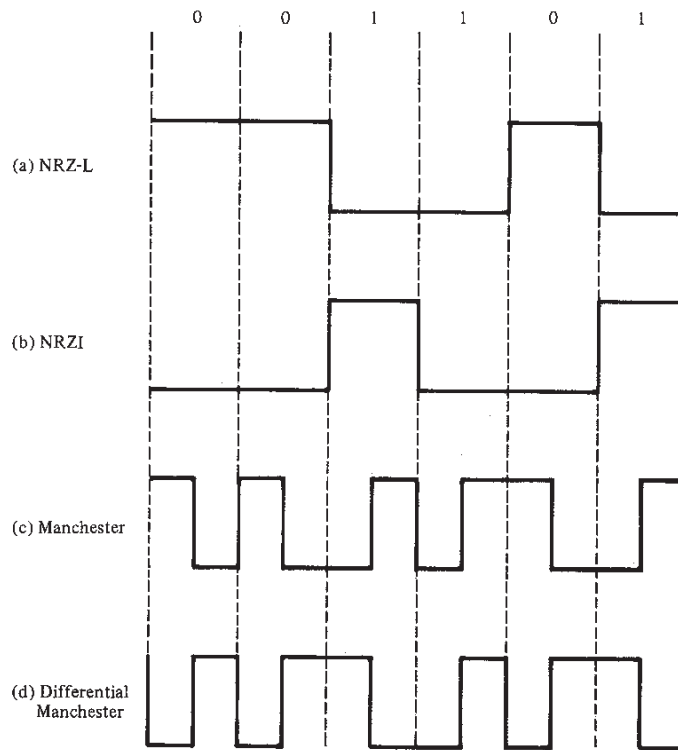 0 0 1 1 0 1
(a) NRZ-L
(b) NRZI
(c) Manchester
(d) Differential
Manchester